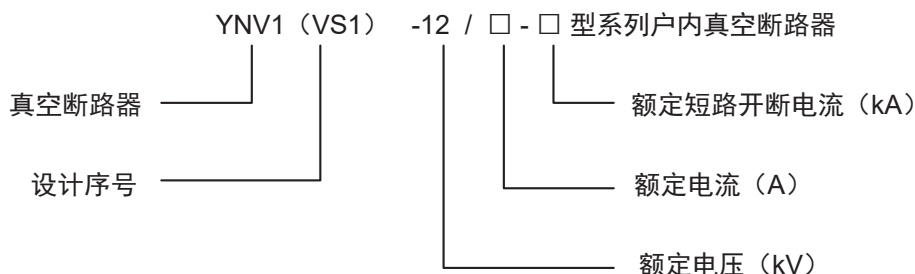 YNV1（VS1） -12 / □ - □ 型系列户内真空断路器
真空断路器
额定短路开断电流（kA）
设计序号
额定电流（A）
额定电压（kV）